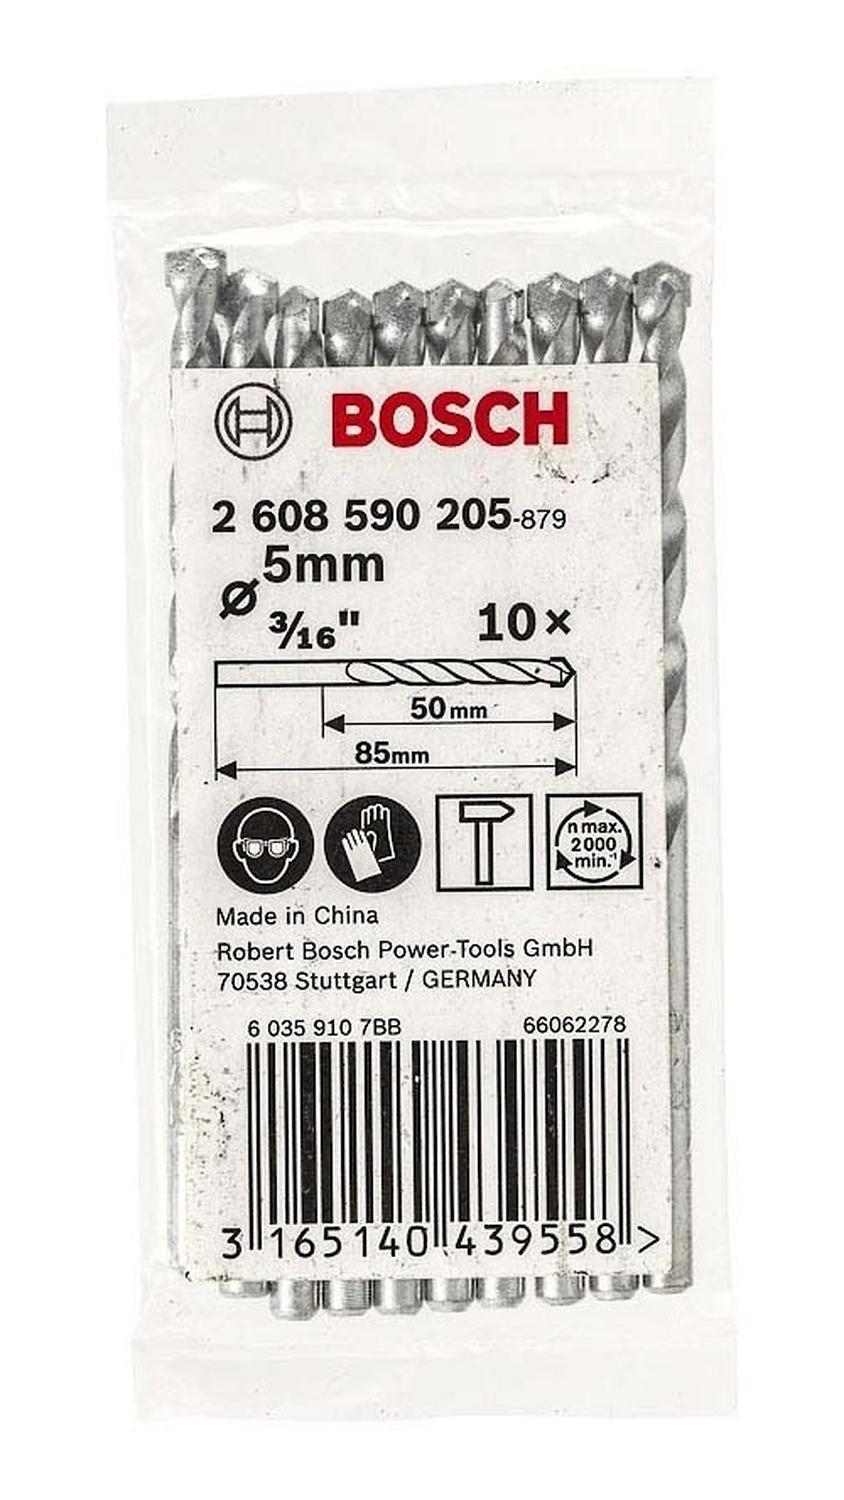 BOSCH
2 608 590 205-879
⌀ 5mm
3/16" 10×
50mm
85mm
n max.
2000
min.⁻¹
Made in China
Robert Bosch Power-Tools GmbH
70538 Stuttgart / GERMANY
6 035 910 7BB 66062278
3 165140 439558 >